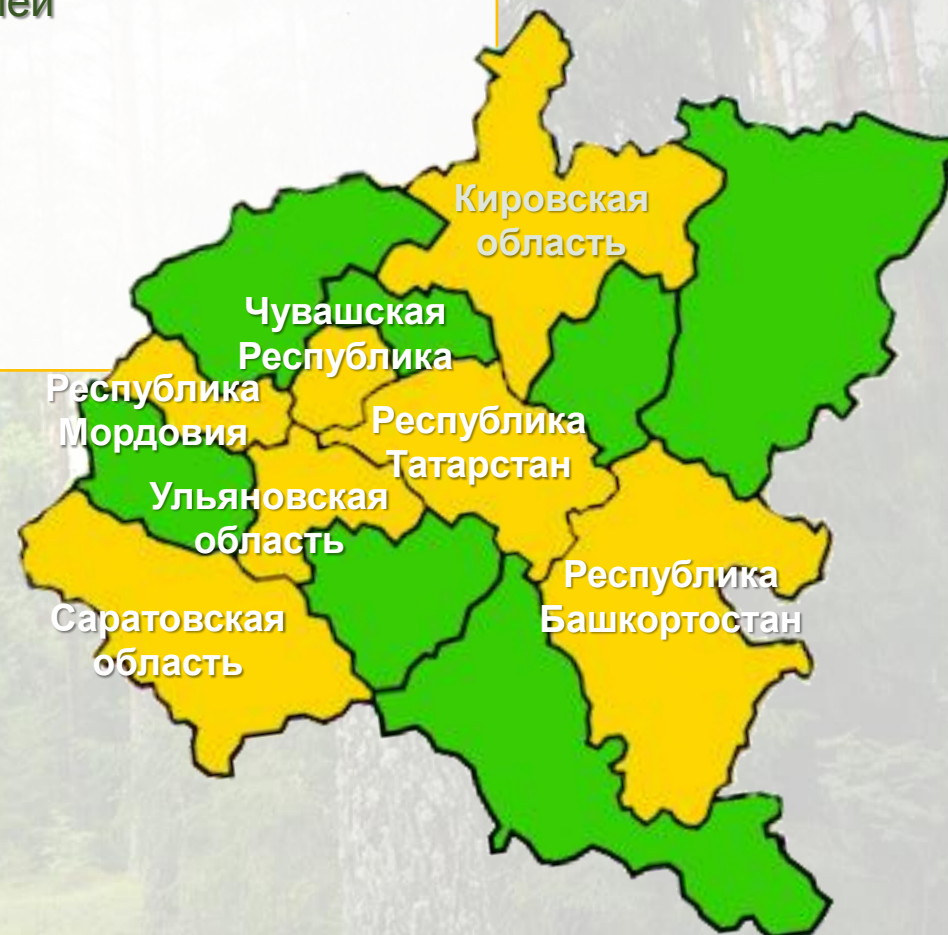 Кировская
область
Чувашская
Республика
Республика
Мордовия
Республика
Татарстан
Ульяновская
область
Республика
Башкортостан
Саратовская
область